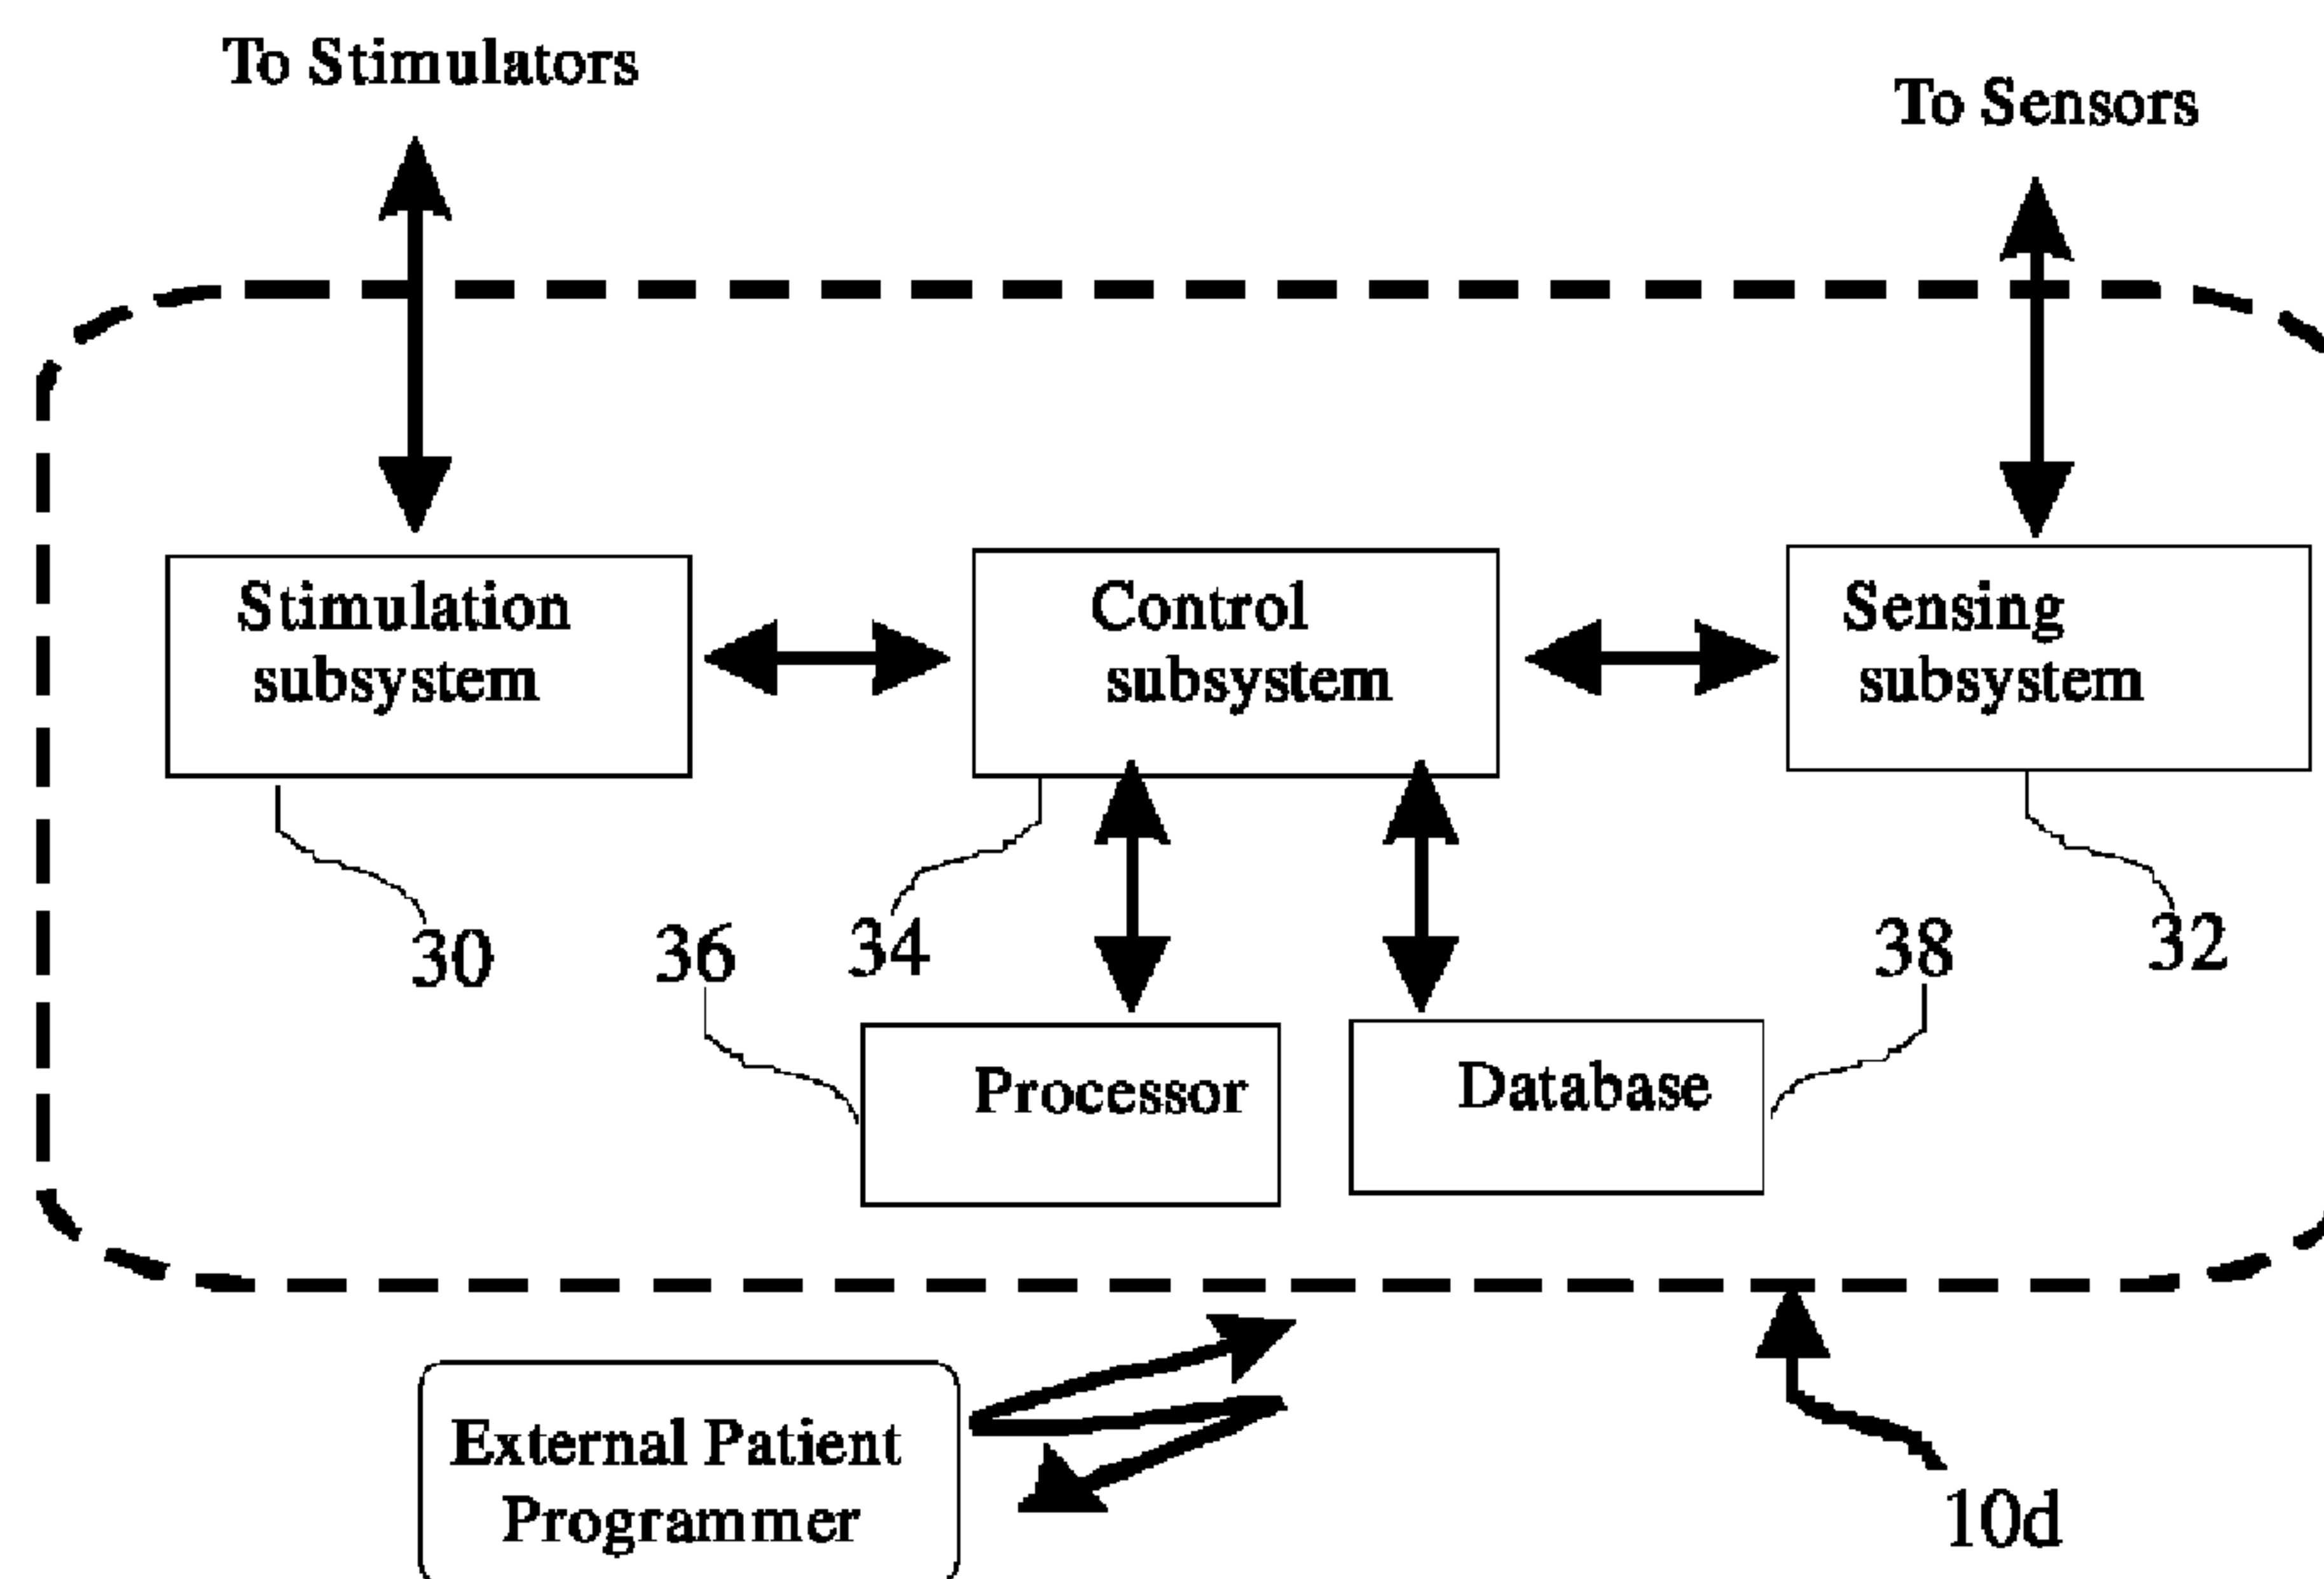 To Stimulators
To Sensors
Stimulation
subsystem
Control
subsystem
Sensing
subsystem
30
36
34
38
32
Processor
Database
External Patient
Programmer
10d